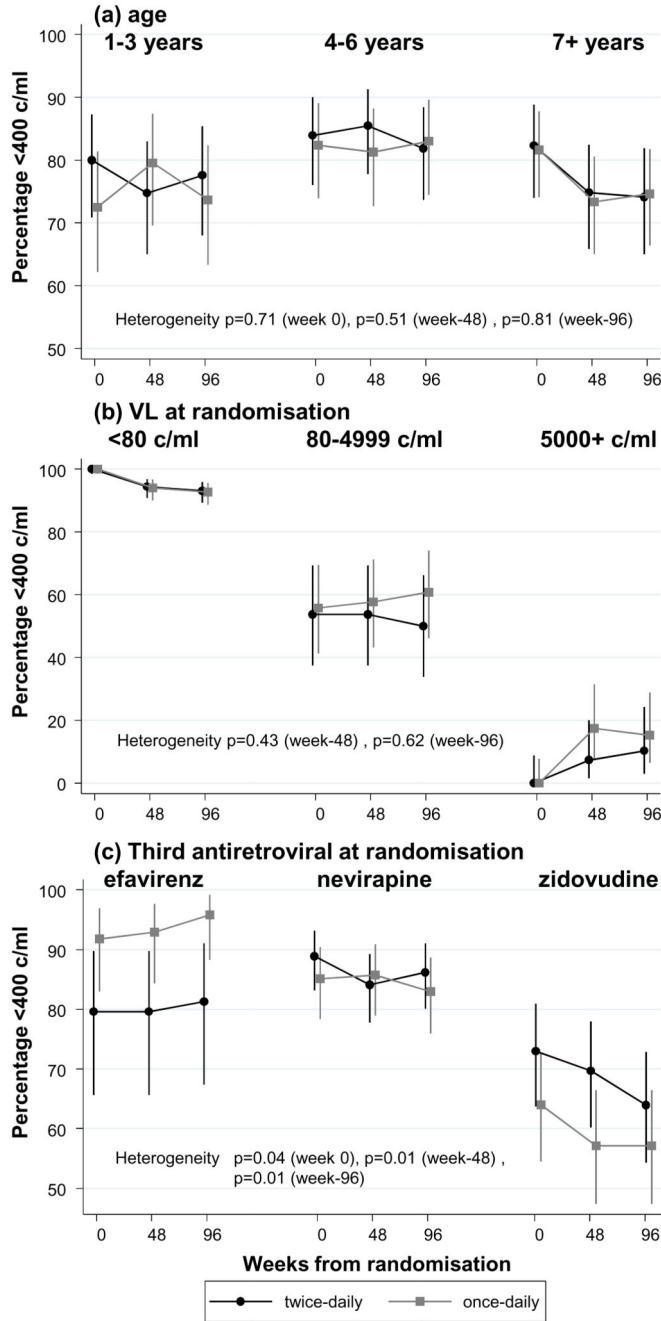 (a) age
1-3 years 4-6 years 7+ years
Percentage <400 c/ml
100
90
80
70
60
50
Heterogeneity p=0.71 (week 0), p=0.51 (week-48) , p=0.81 (week-96)
0 48 96 0 48 96 0 48 96
(b) VL at randomisation
<80 c/ml 80-4999 c/ml 5000+ c/ml
Percentage <400 c/ml
100
80
60
40
20
0
Heterogeneity p=0.43 (week-48) , p=0.62 (week-96)
0 48 96 0 48 96 0 48 96
(c) Third antiretroviral at randomisation
efavirenz nevirapine zidovudine
Percentage <400 c/ml
100
90
80
70
60
50
Heterogeneity p=0.04 (week 0), p=0.01 (week-48) ,
p=0.01 (week-96)
0 48 96 0 48 96 0 48 96
Weeks from randomisation
twice-daily once-daily